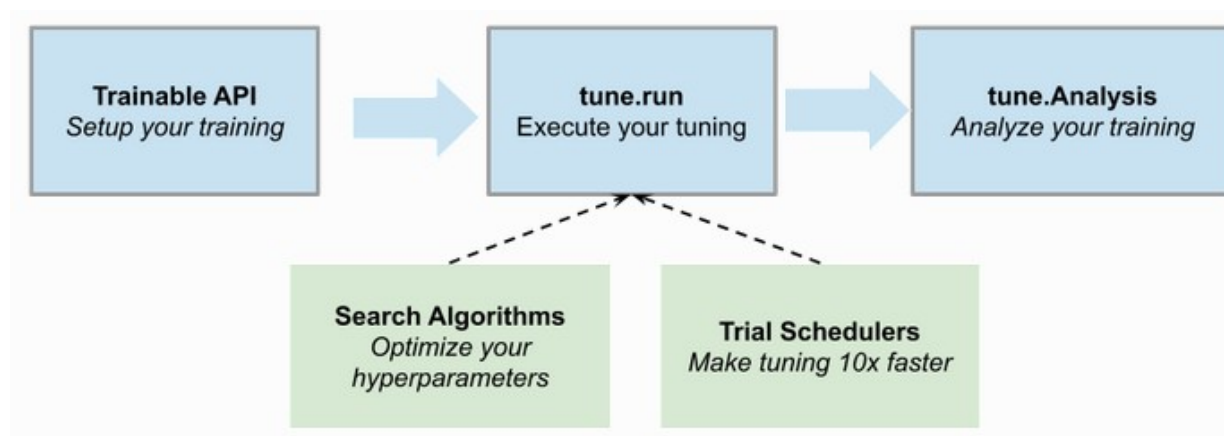 Trainable API
Setup your training
tune.run
Execute your tuning
tune.Analysis
Analyze your training
Search Algorithms
Optimize your
hyperparameters
Trial Schedulers
Make tuning 10x faster